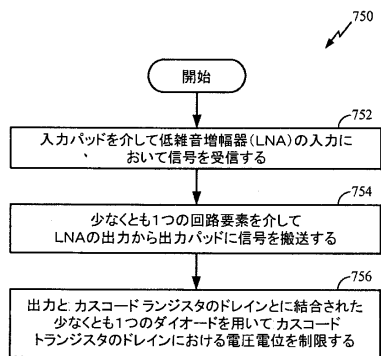 750
開始
752
入力パッドを介して低雑音増幅器(LNA)の入力に
おいて信号を受信する
754
少なくとも1つの回路要素を介して
LNAの出力から出力パッドに信号を搬送する
756
出力と、カスコードランジスタのドレインとに結合された
少なくとも1つのダイオードを用いてカスコード
トランジスタのドレインにおける電圧電位を制限する